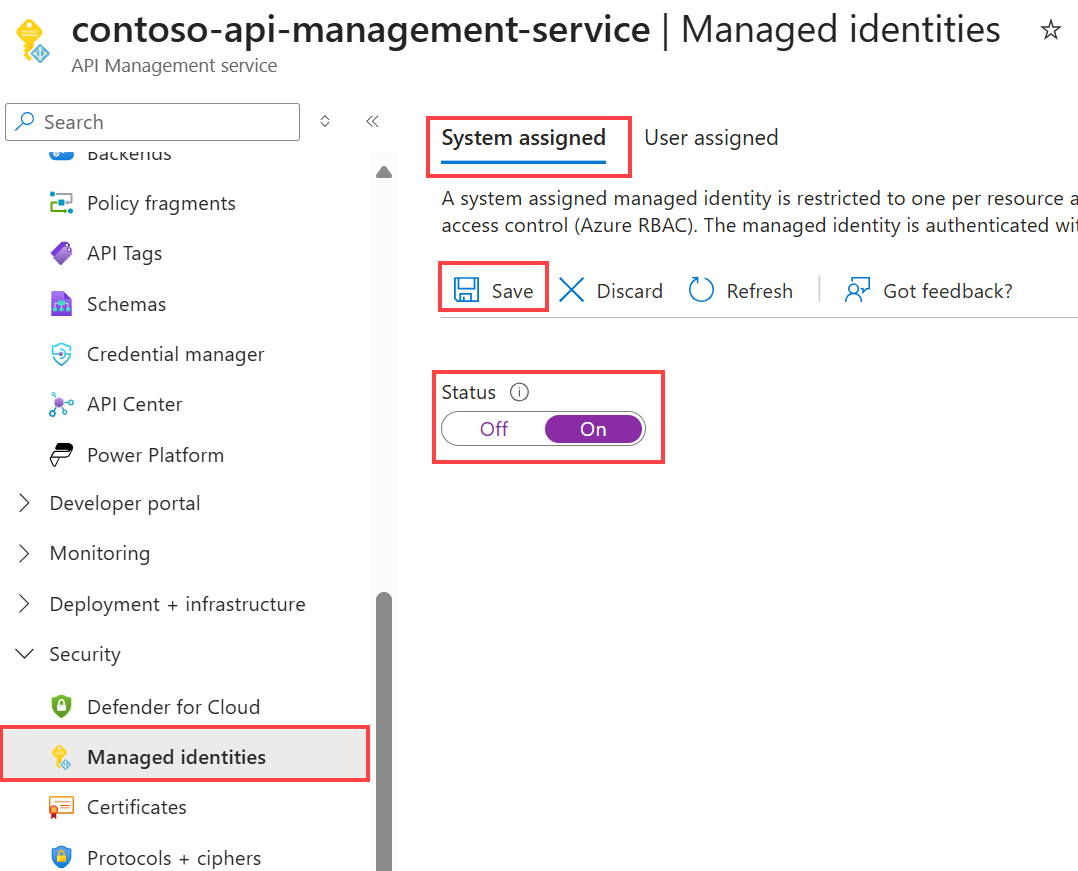 contoso-api-management-service | Managed identities
API Management service
Search
Backends
Policy fragments
API Tags
Schemas
Credential manager
API Center
Power Platform
Developer portal
Monitoring
Deployment + infrastructure
Security
Defender for Cloud
Managed identities
Certificates
Protocols + ciphers
System assigned User assigned
A system assigned managed identity is restricted to one per resource a
access control (Azure RBAC). The managed identity is authenticated wit
Save Discard Refresh Got feedback?
Status
Off On